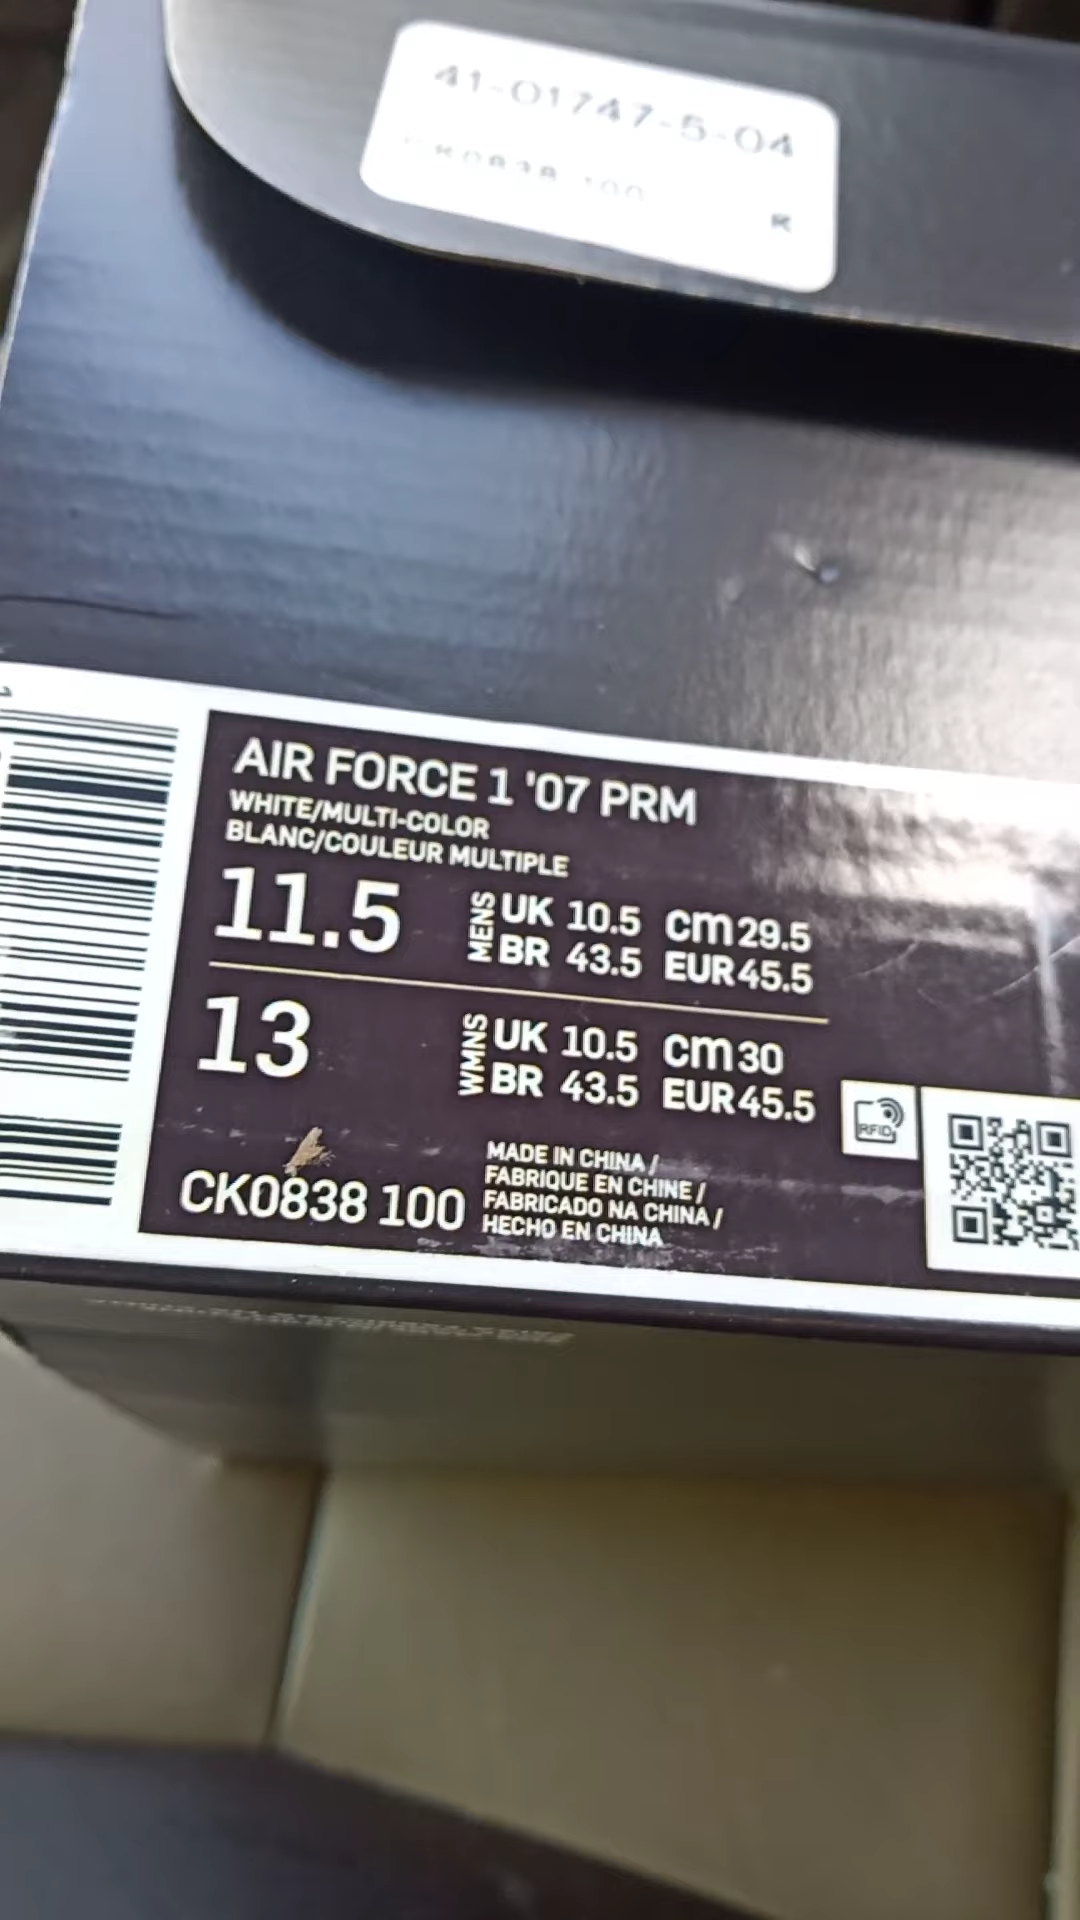 41-01747-5-04
CK0838 100
K
AIR FORCE 1 '07 PRM
WHITE/MULTI-COLOR
BLANC/COULEUR MULTIPLE
11.5 MENS UK 10.5 cm 29.5
BR 43.5 EUR 45.5
13 WMNS UK 10.5 cm 30
BR 43.5 EUR 45.5
RFID
MADE IN CHINA /
FABRIQUE EN CHINE /
FABRICADO NA CHINA /
HECHO EN CHINA
CK0838 100